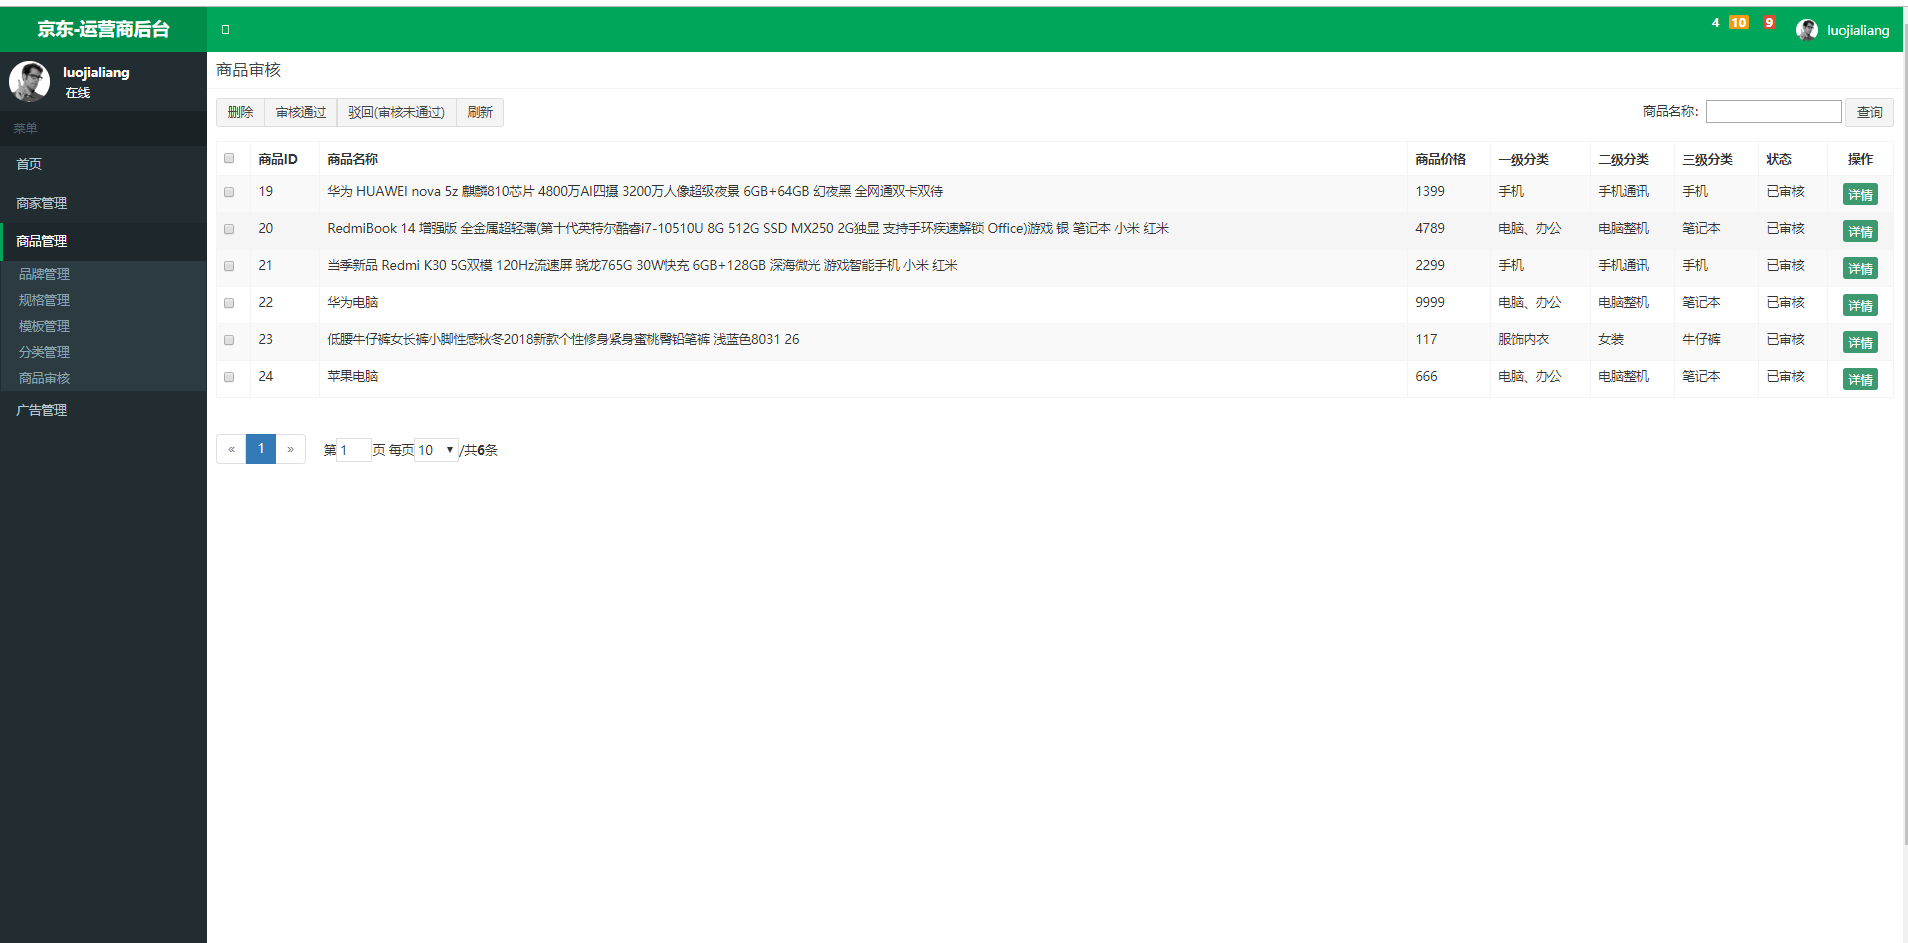 京东-运营商后台
4 10 9 luojialiang
luojialiang
在线
菜单
首页
商家管理
商品管理
品牌管理
规格管理
模板管理
分类管理
商品审核
广告管理
商品审核
删除 审核通过 驳回(审核未通过) 刷新 商品名称： 查询
商品ID 商品名称 商品价格 一级分类 二级分类 三级分类 状态 操作
19 华为 HUAWEI nova 5z 麒麟810芯片 4800万AI四摄 3200万人像超级夜景 6GB+64GB 幻夜黑 全网通双卡双待 1399 手机 手机通讯 手机 已审核 详情
20 RedmiBook 14 增强版 全金属超轻薄(第十代英特尔酷睿i7-10510U 8G 512G SSD MX250 2G独显 支持手环疾速解锁 Office)游戏 银 笔记本 小米 红米 4789 电脑、办公 电脑整机 笔记本 已审核 详情
21 当季新品 Redmi K30 5G双模 120Hz流速屏 骁龙765G 30W快充 6GB+128GB 深海微光 游戏智能手机 小米 红米 2299 手机 手机通讯 手机 已审核 详情
22 华为电脑 9999 电脑、办公 电脑整机 笔记本 已审核 详情
23 低腰牛仔裤女长裤小脚性感秋冬2018新款个性修身紧身蜜桃臀铅笔裤 浅蓝色8031 26 117 服饰内衣 女装 牛仔裤 已审核 详情
24 苹果电脑 666 电脑、办公 电脑整机 笔记本 已审核 详情
« 1 » 第 1 页 每页 10 /共6条